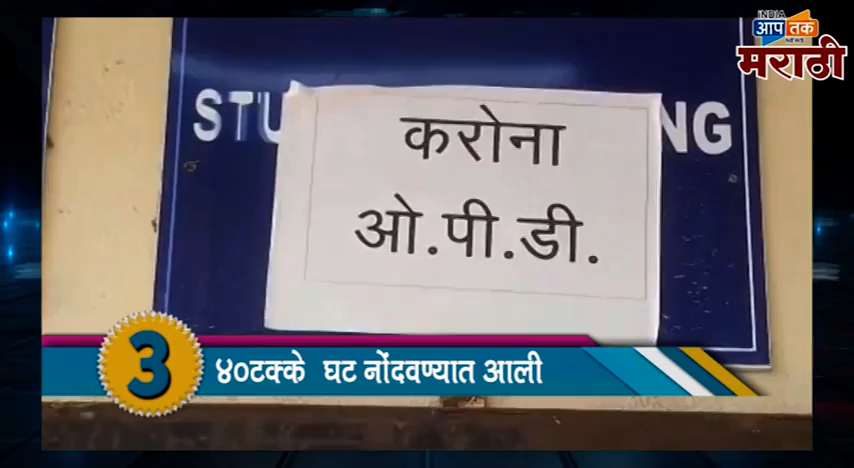 INDIA
आप तक
NEWS
मराठी
STU NG
करोना
ओ.पी.डी.
3
४०टक्के घट नोंदवण्यात आली